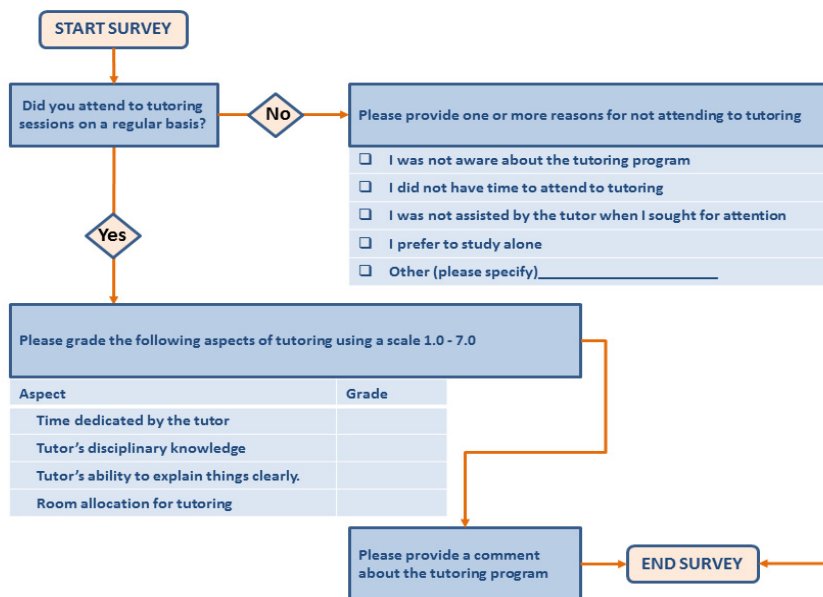 START SURVEY
Did you attend to tutoring
sessions on a regular basis?
No
Please provide one or more reasons for not attending to tutoring
❑ I was not aware about the tutoring program
❑ I did not have time to attend to tutoring
❑ I was not assisted by the tutor when I sought for attention
❑ I prefer to study alone
❑ Other (please specify)______________________
Yes
Please grade the following aspects of tutoring using a scale 1.0 - 7.0
Aspect Grade
Time dedicated by the tutor
Tutor’s disciplinary knowledge
Tutor’s ability to explain things clearly.
Room allocation for tutoring
Please provide a comment
about the tutoring program
END SURVEY